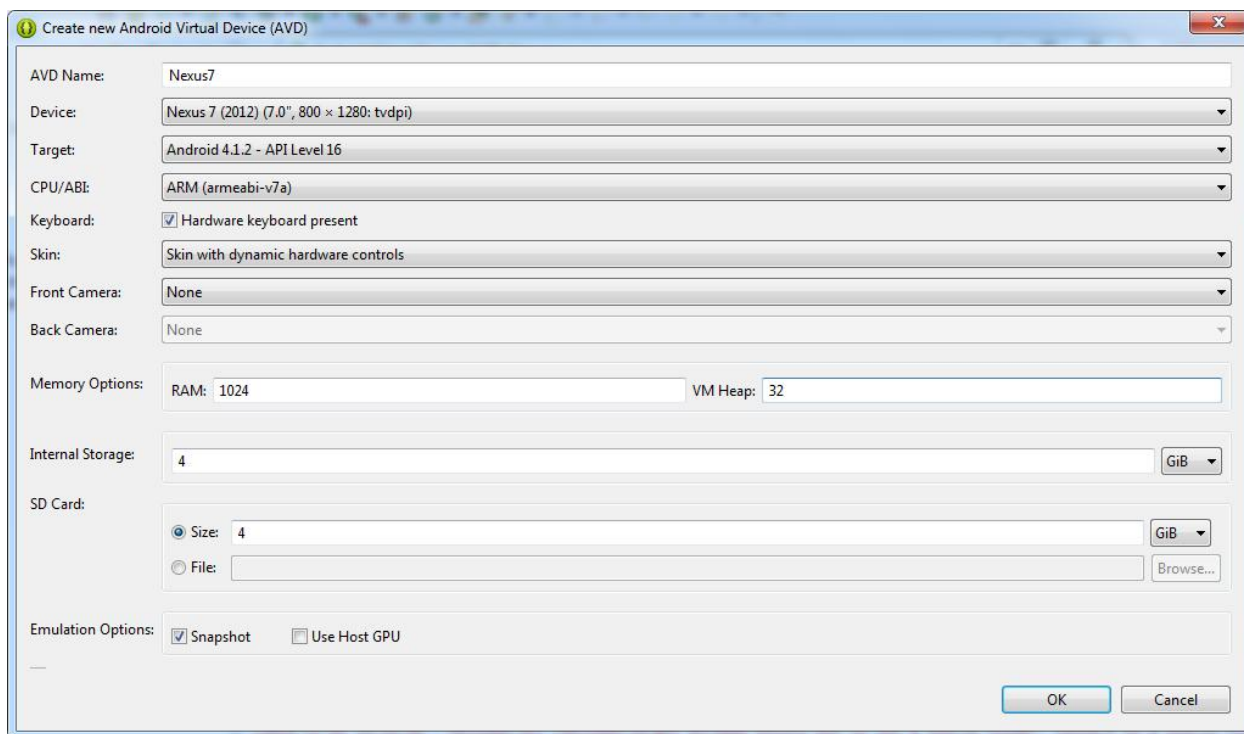 Create new Android Virtual Device (AVD)
AVD Name: Nexus7
Device: Nexus 7 (2012) (7.0", 800 × 1280: tvdpi)
Target: Android 4.1.2 - API Level 16
CPU/ABI: ARM (armeabi-v7a)
Keyboard: Hardware keyboard present
Skin: Skin with dynamic hardware controls
Front Camera: None
Back Camera: None
Memory Options: RAM: 1024 VM Heap: 32
Internal Storage: 4 GiB
SD Card:
Size: 4 GiB
File: Browse...
Emulation Options: Snapshot Use Host GPU
OK Cancel